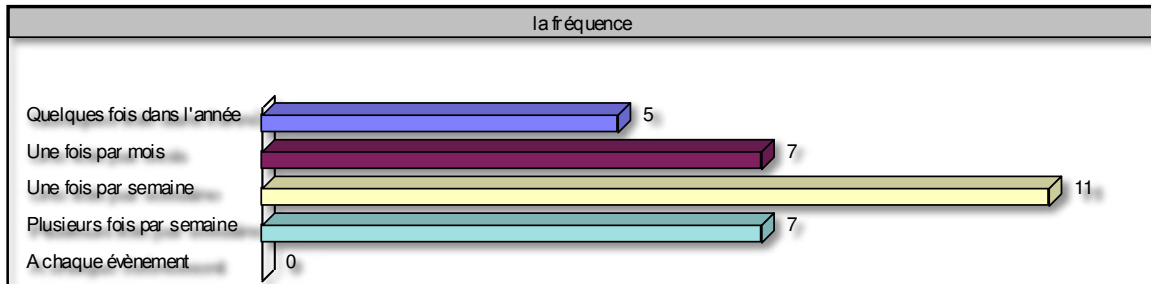 la fréquence
Quelques fois dans l'année 5
Une fois par mois 7
Une fois par semaine 11
Plusieurs fois par semaine 7
A chaque évènement 0